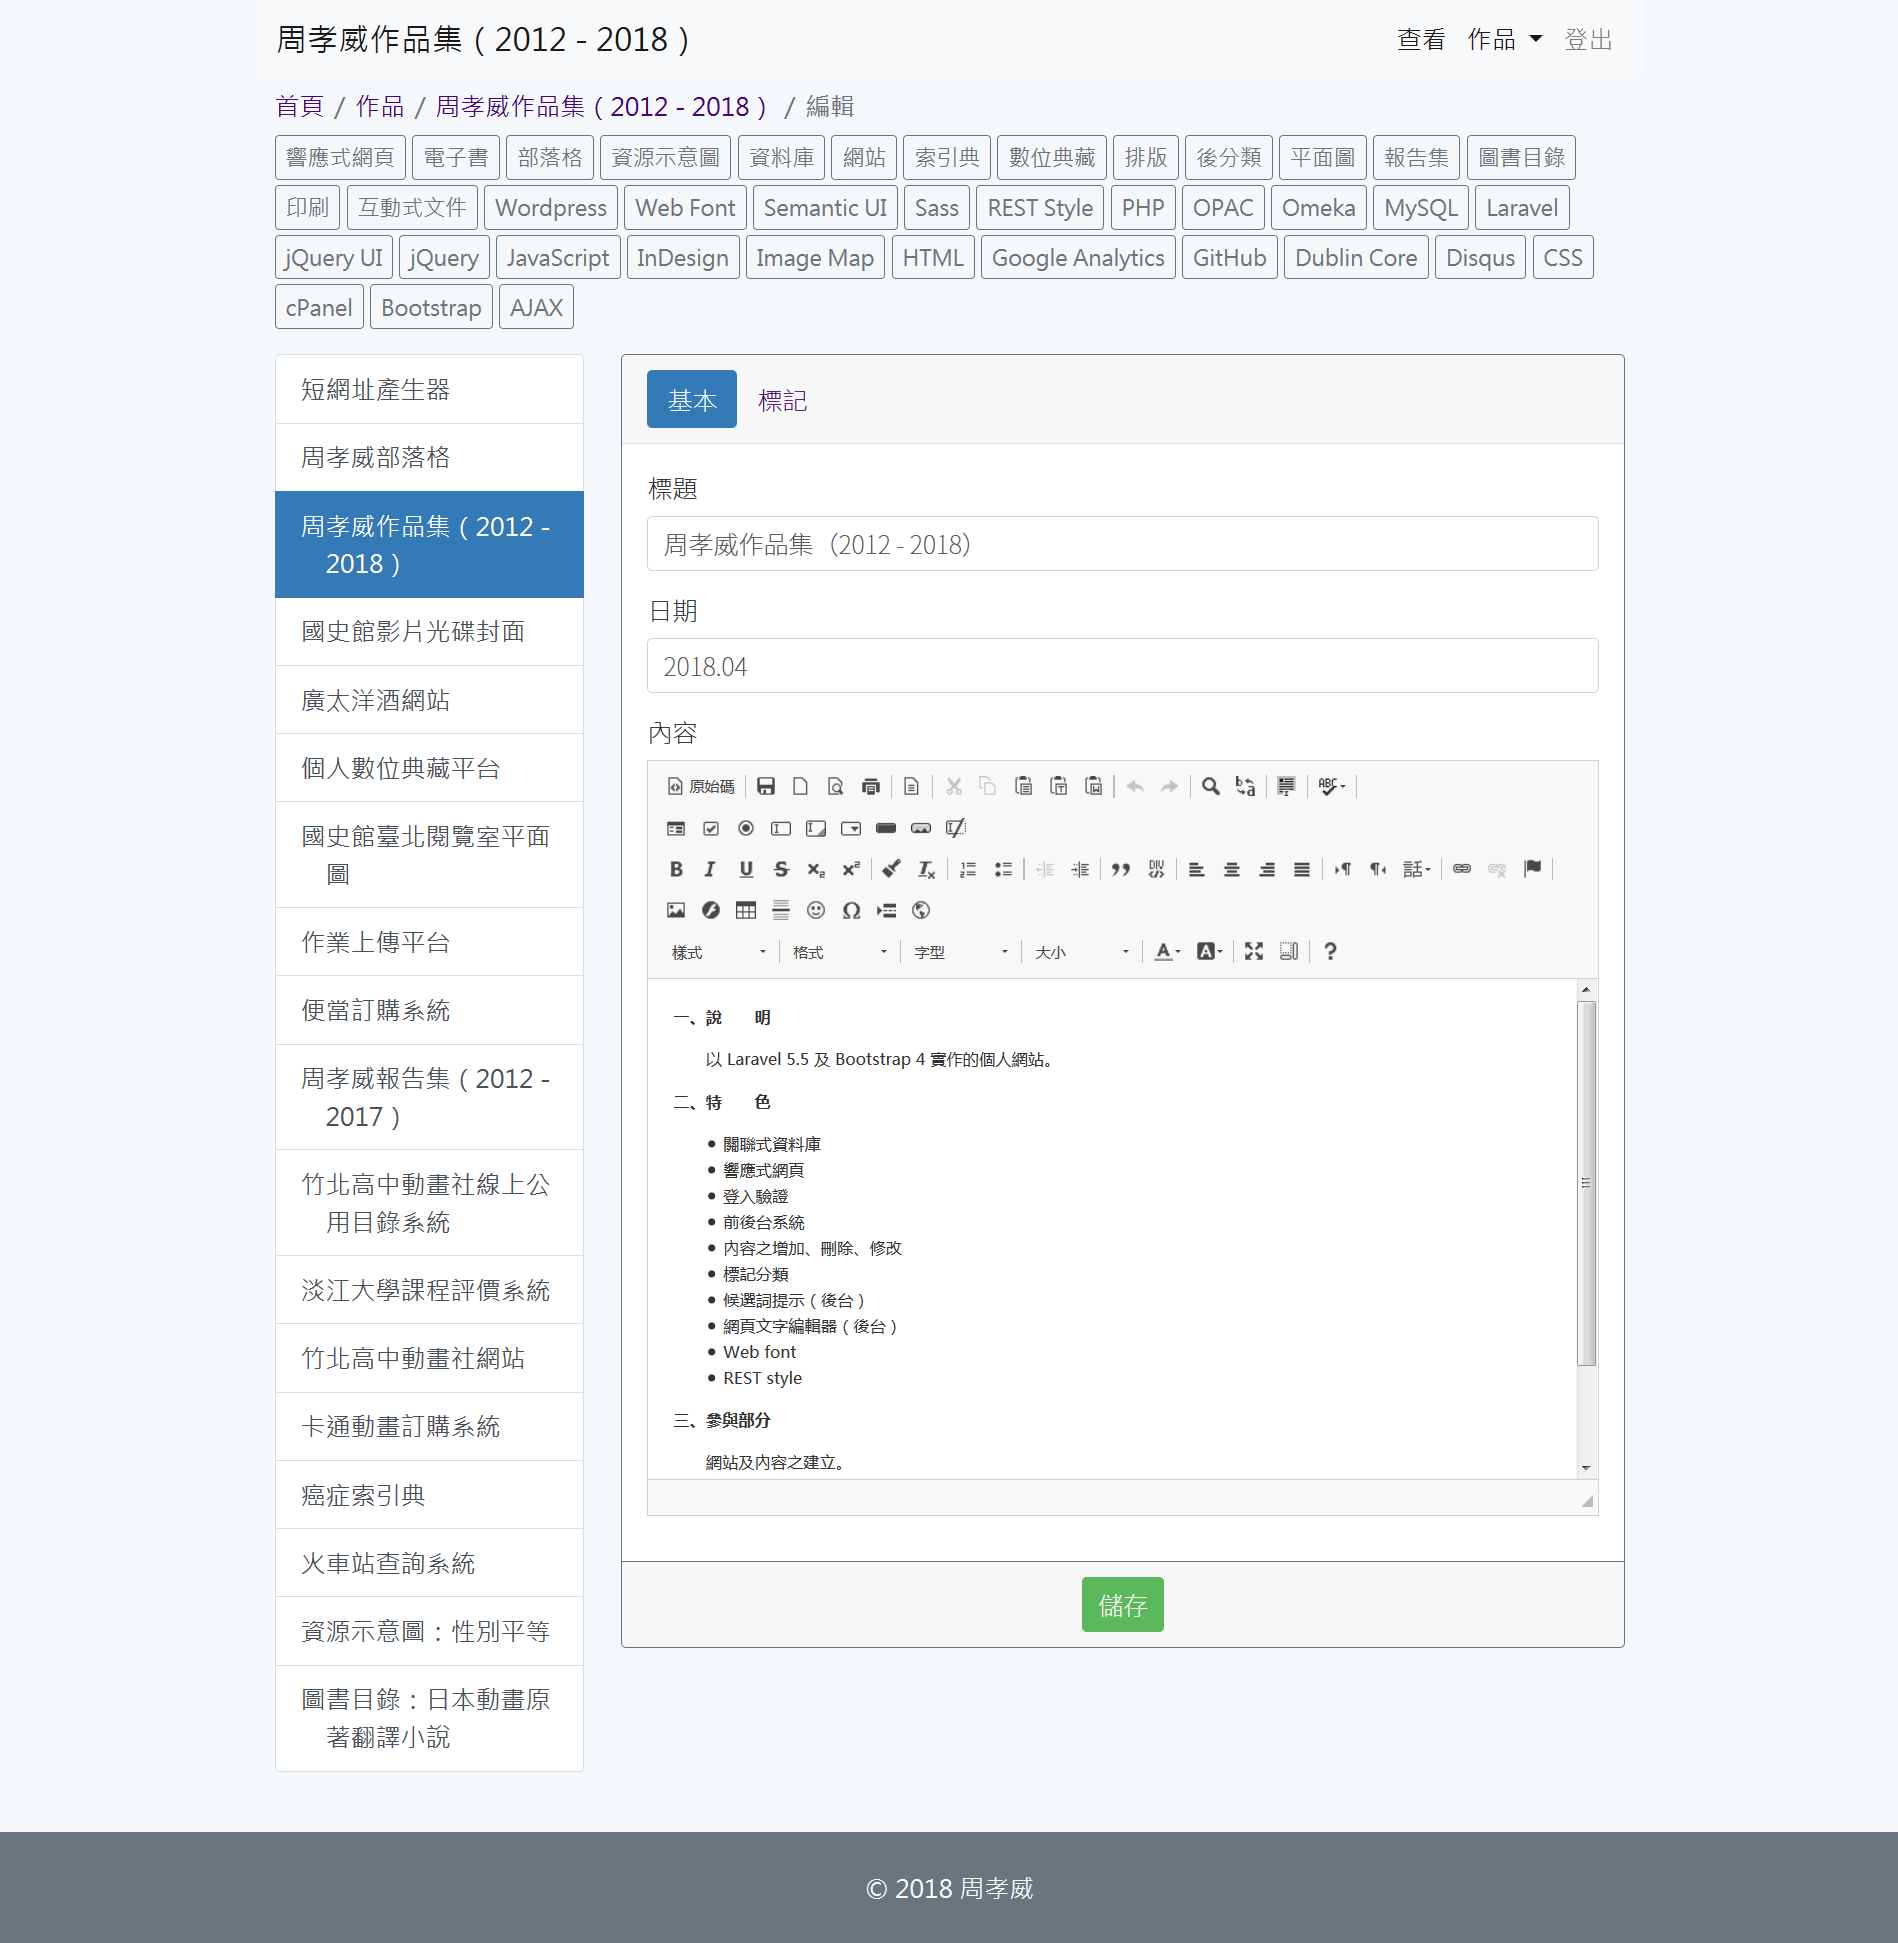 周孝威作品集（2012 - 2018）
查看 作品 登出
首頁 / 作品 / 周孝威作品集（2012 - 2018） / 編輯
響應式網頁 電子書 部落格 資源示意圖 資料庫 網站 索引典 數位典藏 排版 後分類 平面圖 報告集 圖書目錄
印刷 互動式文件 Wordpress Web Font Semantic UI Sass REST Style PHP OPAC Omeka MySQL Laravel
jQuery UI jQuery JavaScript InDesign Image Map HTML Google Analytics GitHub Dublin Core Disqus CSS
cPanel Bootstrap AJAX
短網址產生器
周孝威部落格
周孝威作品集（2012 -
2018）
國史館影片光碟封面
廣太洋酒網站
個人數位典藏平台
國史館臺北閱覽室平面
圖
作業上傳平台
便當訂購系統
周孝威報告集（2012 -
2017）
竹北高中動畫社線上公
用目錄系統
淡江大學課程評價系統
竹北高中動畫社網站
卡通動畫訂購系統
癌症索引典
火車站查詢系統
資源示意圖：性別平等
圖書目錄：日本動畫原
著翻譯小說
基本 標記
標題
周孝威作品集（2012 - 2018）
日期
2018.04
內容
原始碼
樣式 格式 字型 大小
一、說　　明
以 Laravel 5.5 及 Bootstrap 4 實作的個人網站。
二、特　　色
• 關聯式資料庫
• 響應式網頁
• 登入驗證
• 前後台系統
• 內容之增加、刪除、修改
• 標記分類
• 候選詞提示（後台）
• 網頁文字編輯器（後台）
• Web font
• REST style
三、參與部分
網站及內容之建立。
儲存
© 2018 周孝威